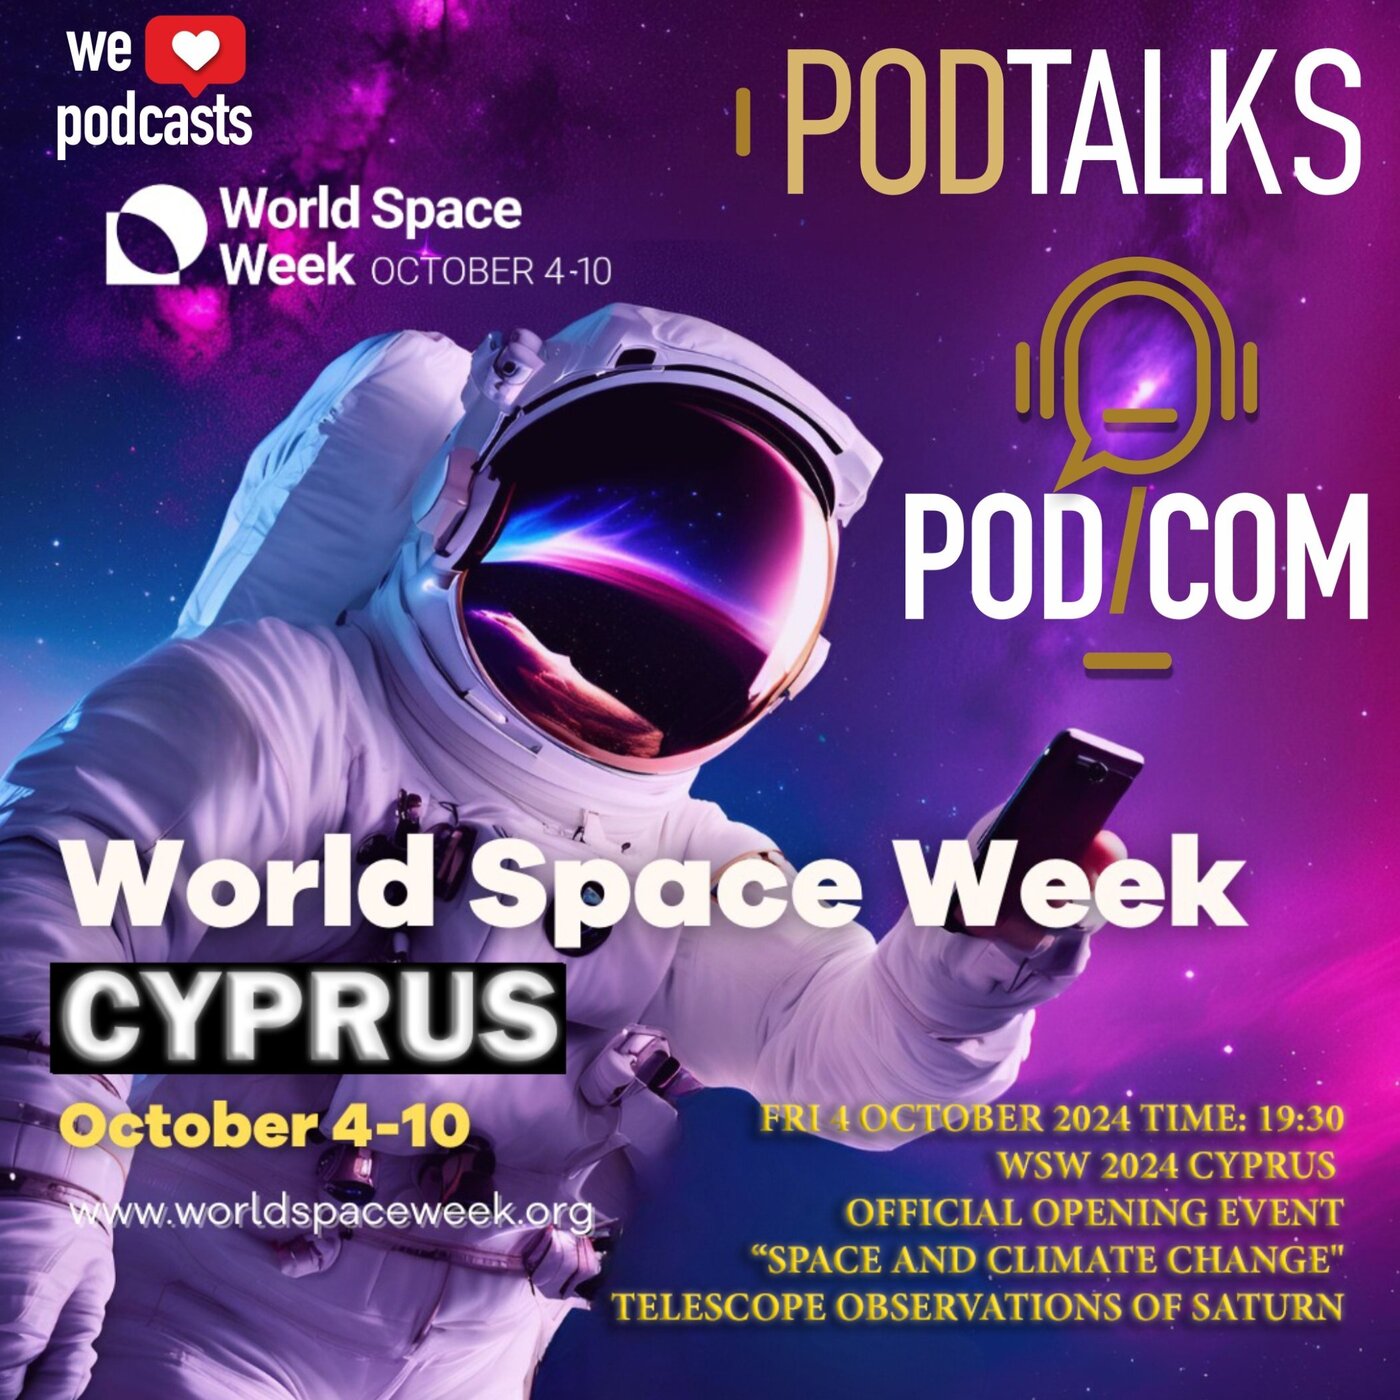 we
podcasts
PODTALKS
World Space
Week OCTOBER 4-10
POD/COM
World Space Week
CYPRUS
October 4-10
www.worldspaceweek.org
FRI 4 OCTOBER 2024 TIME: 19:30
WSW 2024 CYPRUS
OFFICIAL OPENING EVENT
“SPACE AND CLIMATE CHANGE"
TELESCOPE OBSERVATIONS OF SATURN